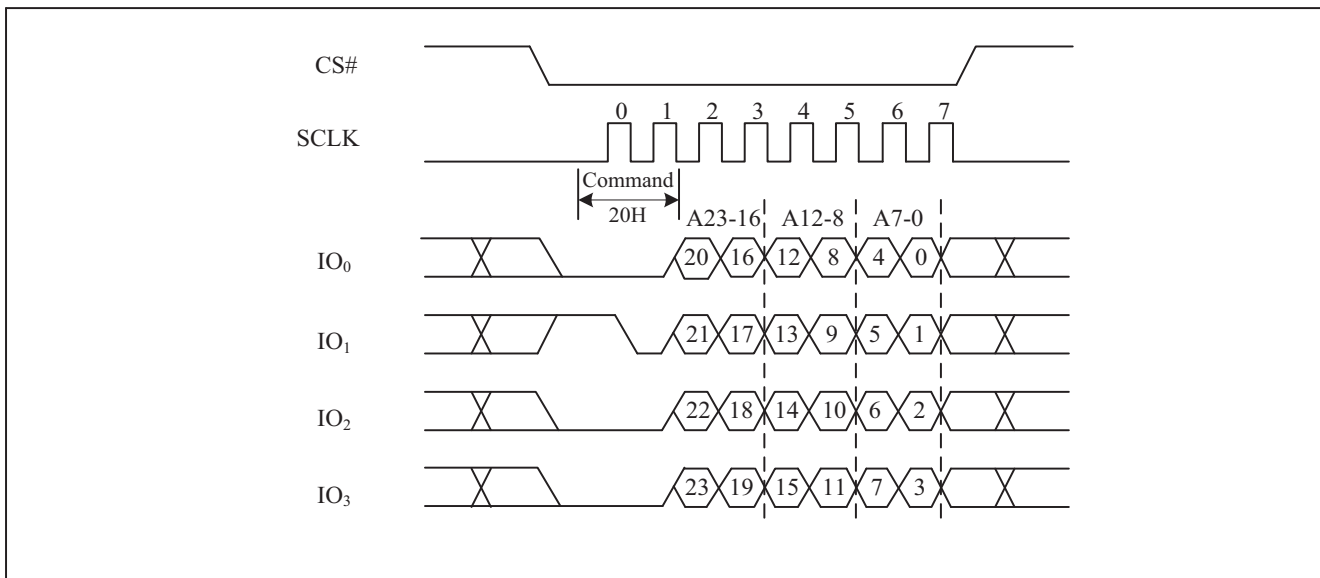 CS#
0 1 2 3 4 5 6 7
SCLK
Command
20H
A23-16 A12-8 A7-0
IO₀ 20 16 12 8 4 0
IO₁ 21 17 13 9 5 1
IO₂ 22 18 14 10 6 2
IO₃ 23 19 15 11 7 3